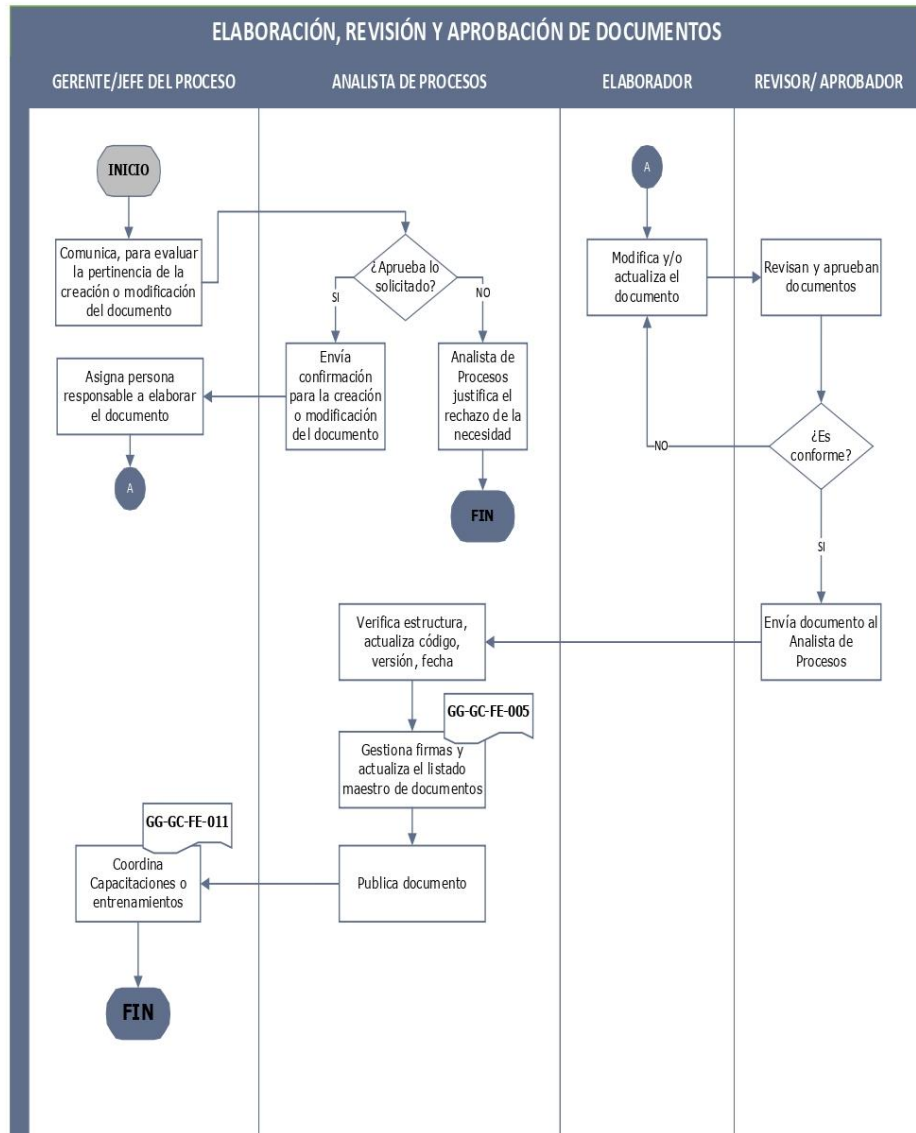 ELABORACIÓN, REVISIÓN Y APROBACIÓN DE DOCUMENTOS
GERENTE/JEFE DEL PROCESO
ANALISTA DE PROCESOS
ELABORADOR
REVISOR/ APROBADOR
INICIO
Comunica, para evaluar
la pertinencia de la
creación o modificación
del documento
¿Aprueba lo
solicitado?
SI
NO
Envía
confirmación
para la creación
o modificación
del documento
Analista de
Procesos
justifica el
rechazo de la
necesidad
FIN
Asigna persona
responsable a elaborar
el documento
A
A
Modifica y/o
actualiza el
documento
Revisan y aprueban
documentos
¿Es
conforme?
NO
SI
Envía documento al
Analista de
Procesos
Verifica estructura,
actualiza código,
versión, fecha
GG-GC-FE-005
Gestiona firmas y
actualiza el listado
maestro de documentos
Publica documento
GG-GC-FE-011
Coordina
Capacitaciones o
entrenamientos
FIN